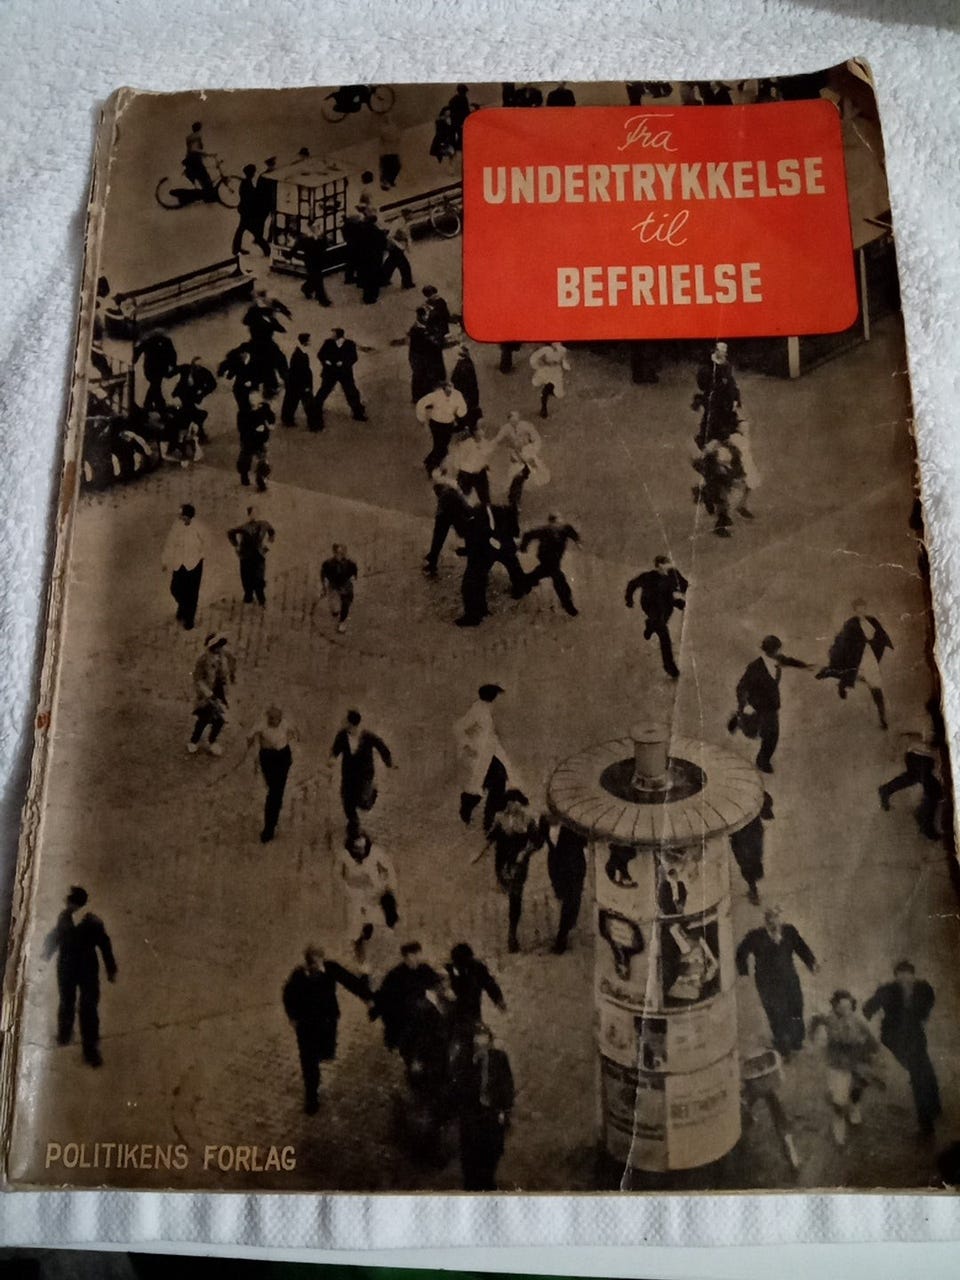 Fra
UNDERTRYKKELSE
til
BEFRIELSE
POLITIKENS FORLAG